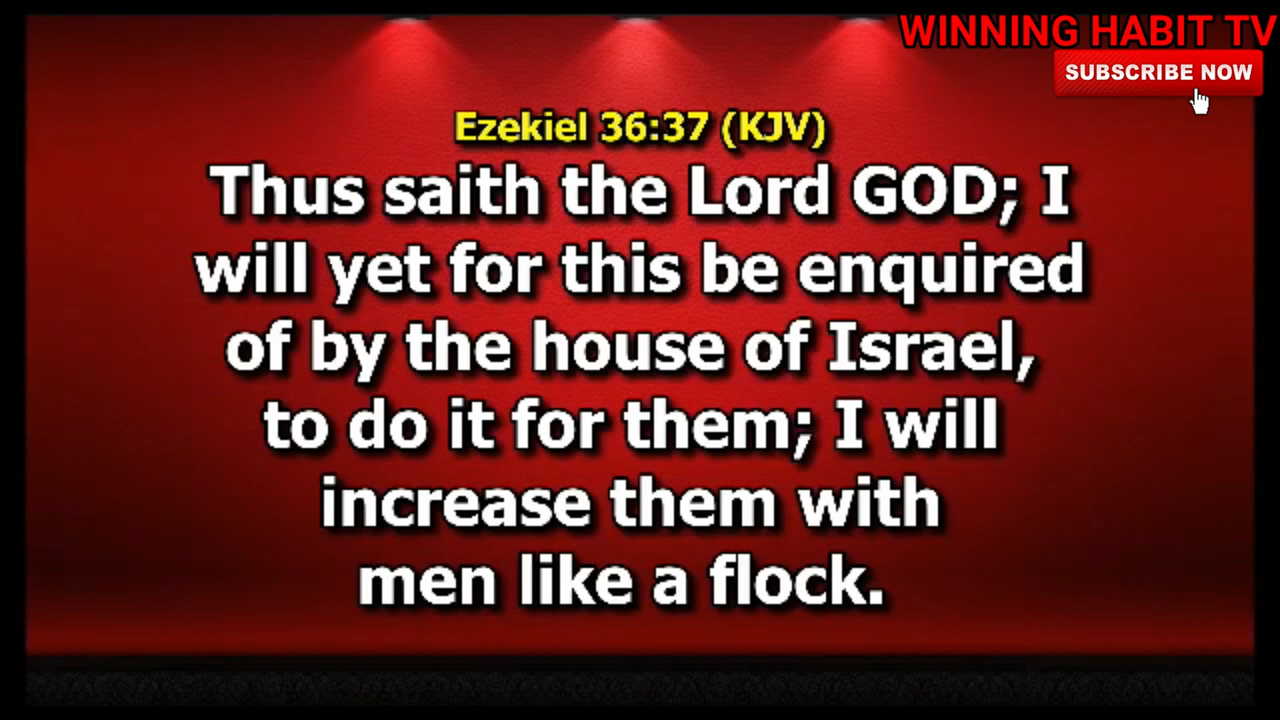 WINNING HABIT TV
SUBSCRIBE NOW
Ezekiel 36:37 (KJV)
Thus saith the Lord GOD; I
will yet for this be enquired
of by the house of Israel,
to do it for them; I will
increase them with
men like a flock.